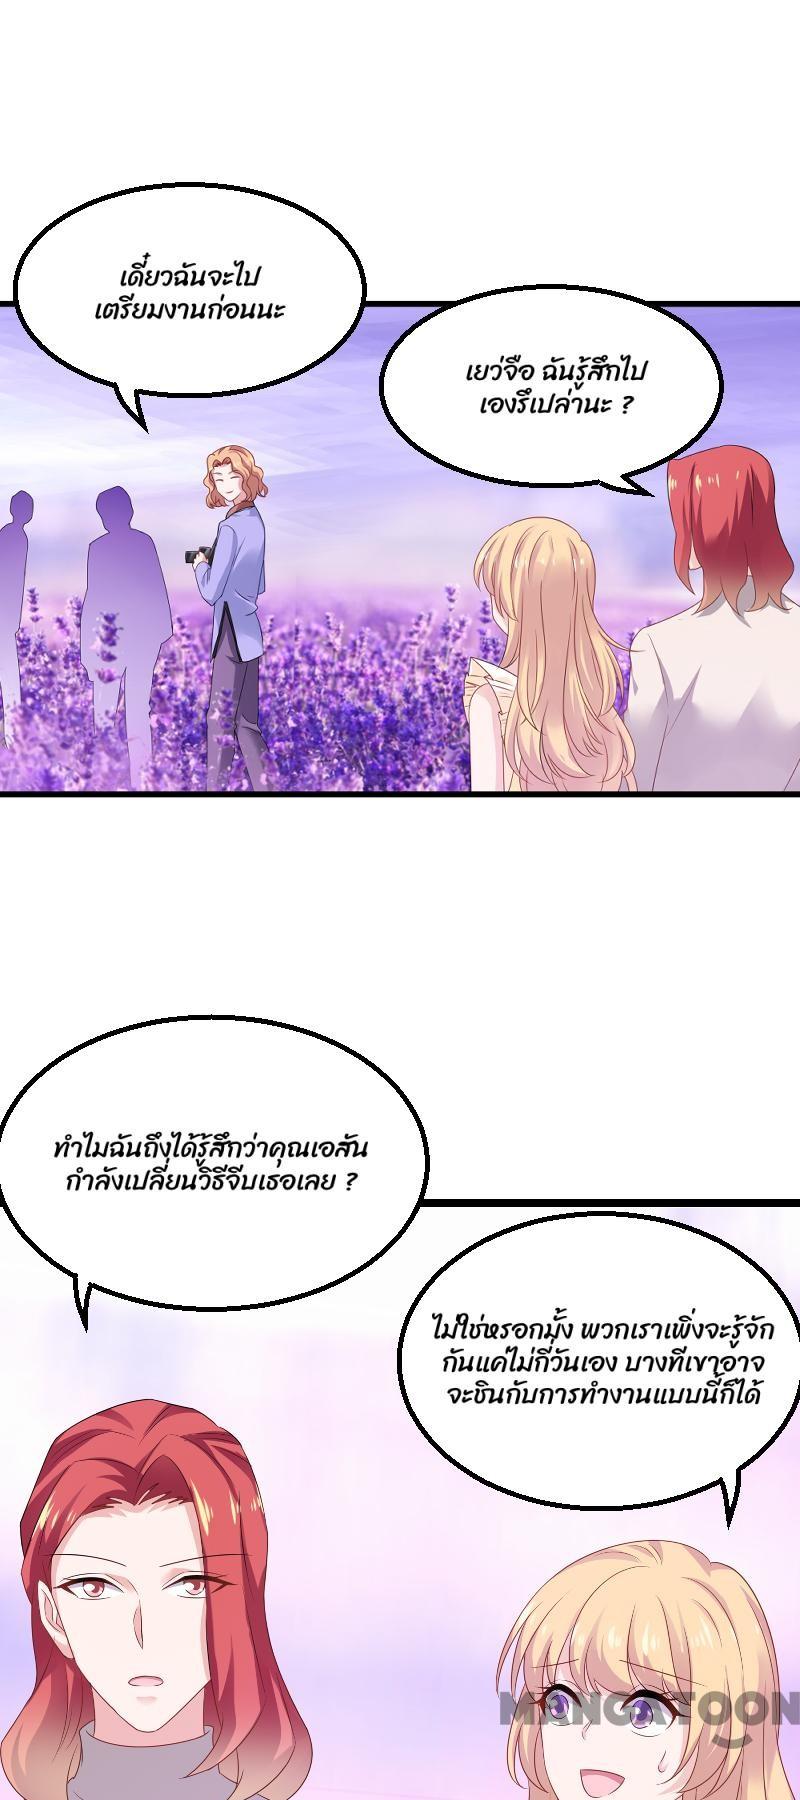 เดี๋ยวฉันจะไป
เตรียมงานก่อนนะ
เยว่จือ ฉันรู้สึกไป
เองรึเปล่านะ ?
ทำไมฉันถึงได้รู้สึกว่าคุณเอสัน
กำลังเปลี่ยนวิธีจีบเธอเลย ?
ไม่ใช่หรอกมั้ง พวกเราเพิ่งจะรู้จัก
กันแค่ไม่กี่วันเอง บางทีเขาอาจ
จะชินกับการทำงานแบบนี้ก็ได้
MANGATOON